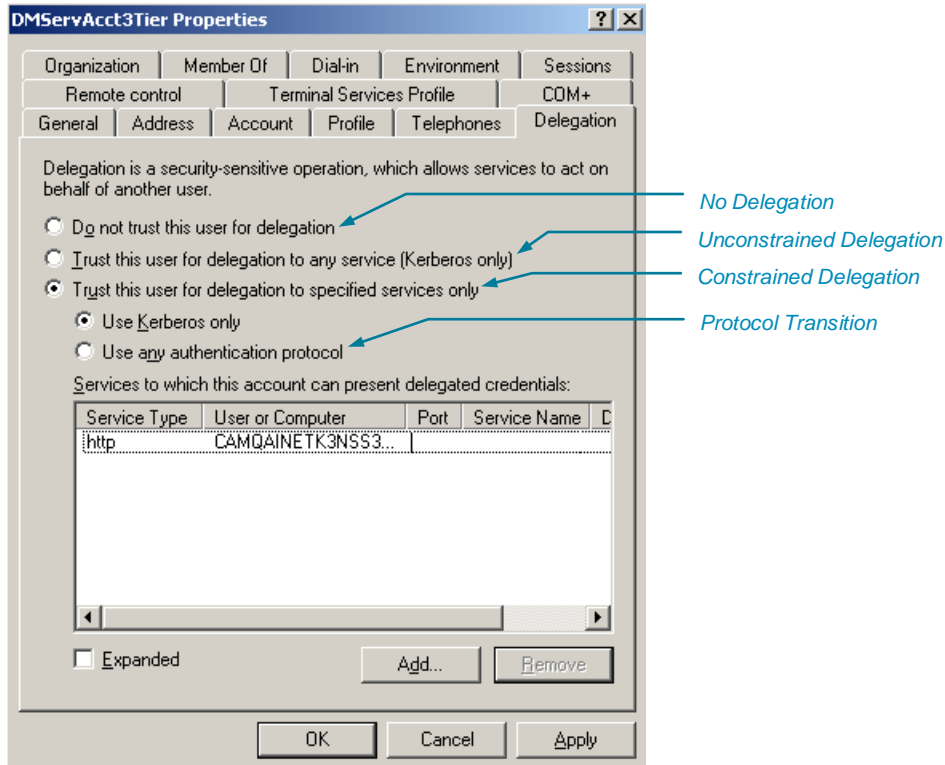 DMServAcct3Tier Properties
Organization Member Of Dial-in Environment Sessions
Remote control Terminal Services Profile COM+
General Address Account Profile Telephones Delegation
Delegation is a security-sensitive operation, which allows services to act on
behalf of another user.
Do not trust this user for delegation
Trust this user for delegation to any service (Kerberos only)
Trust this user for delegation to specified services only
Use Kerberos only
Use any authentication protocol
Services to which this account can present delegated credentials:
Service Type User or Computer Port Service Name D
http CAMQAINETK3NSS3...
Expanded Add... Remove
OK Cancel Apply
No Delegation
Unconstrained Delegation
Constrained Delegation
Protocol Transition